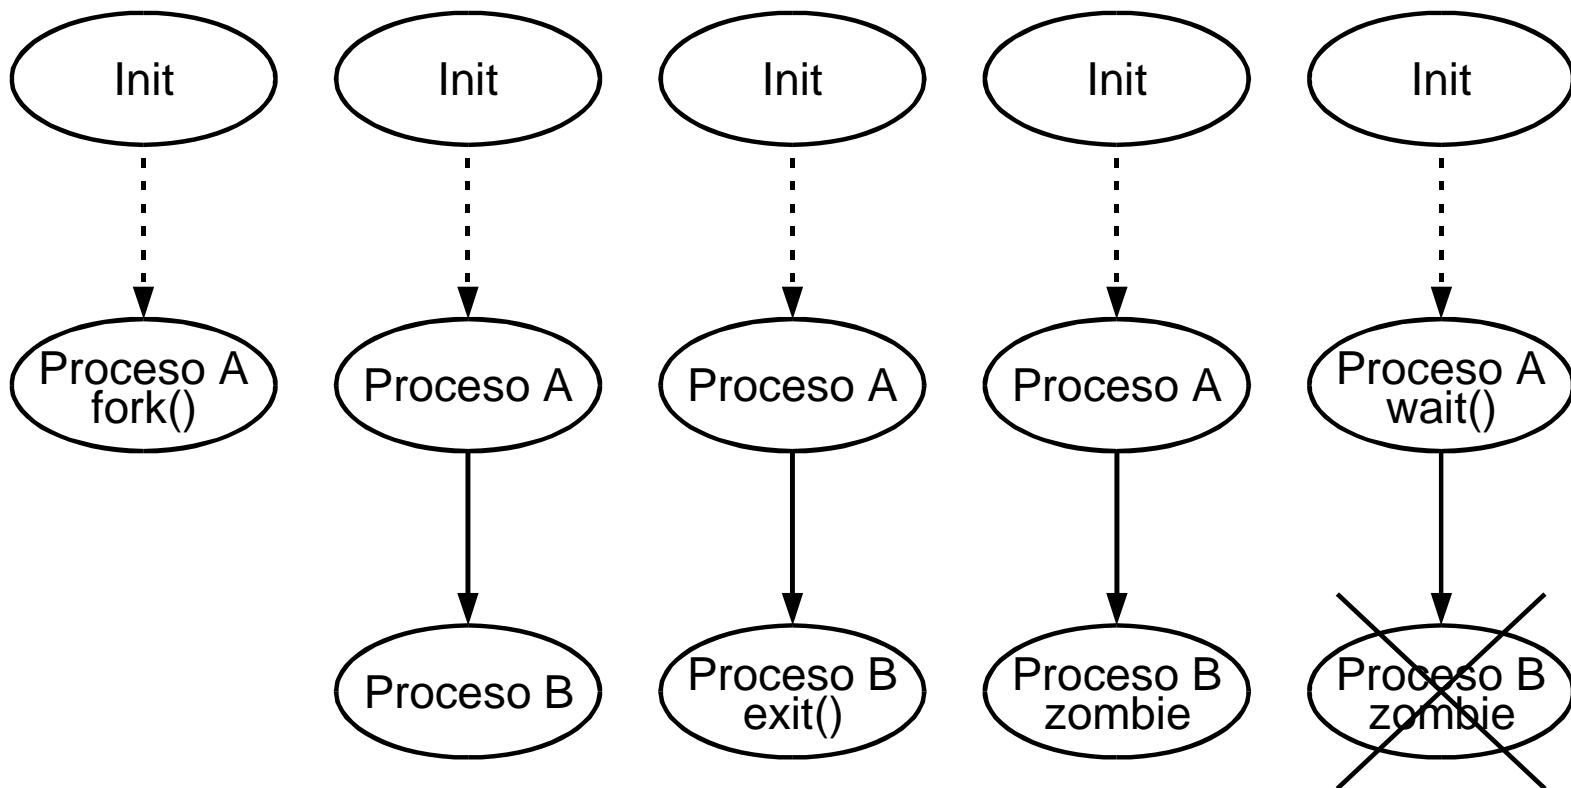 Init
Init
Init
Init
Init
Proceso A
fork()
Proceso A
Proceso A
Proceso A
Proceso A
wait()
Proceso B
Proceso B
exit()
Proceso B
zombie
Proceso B
zombie